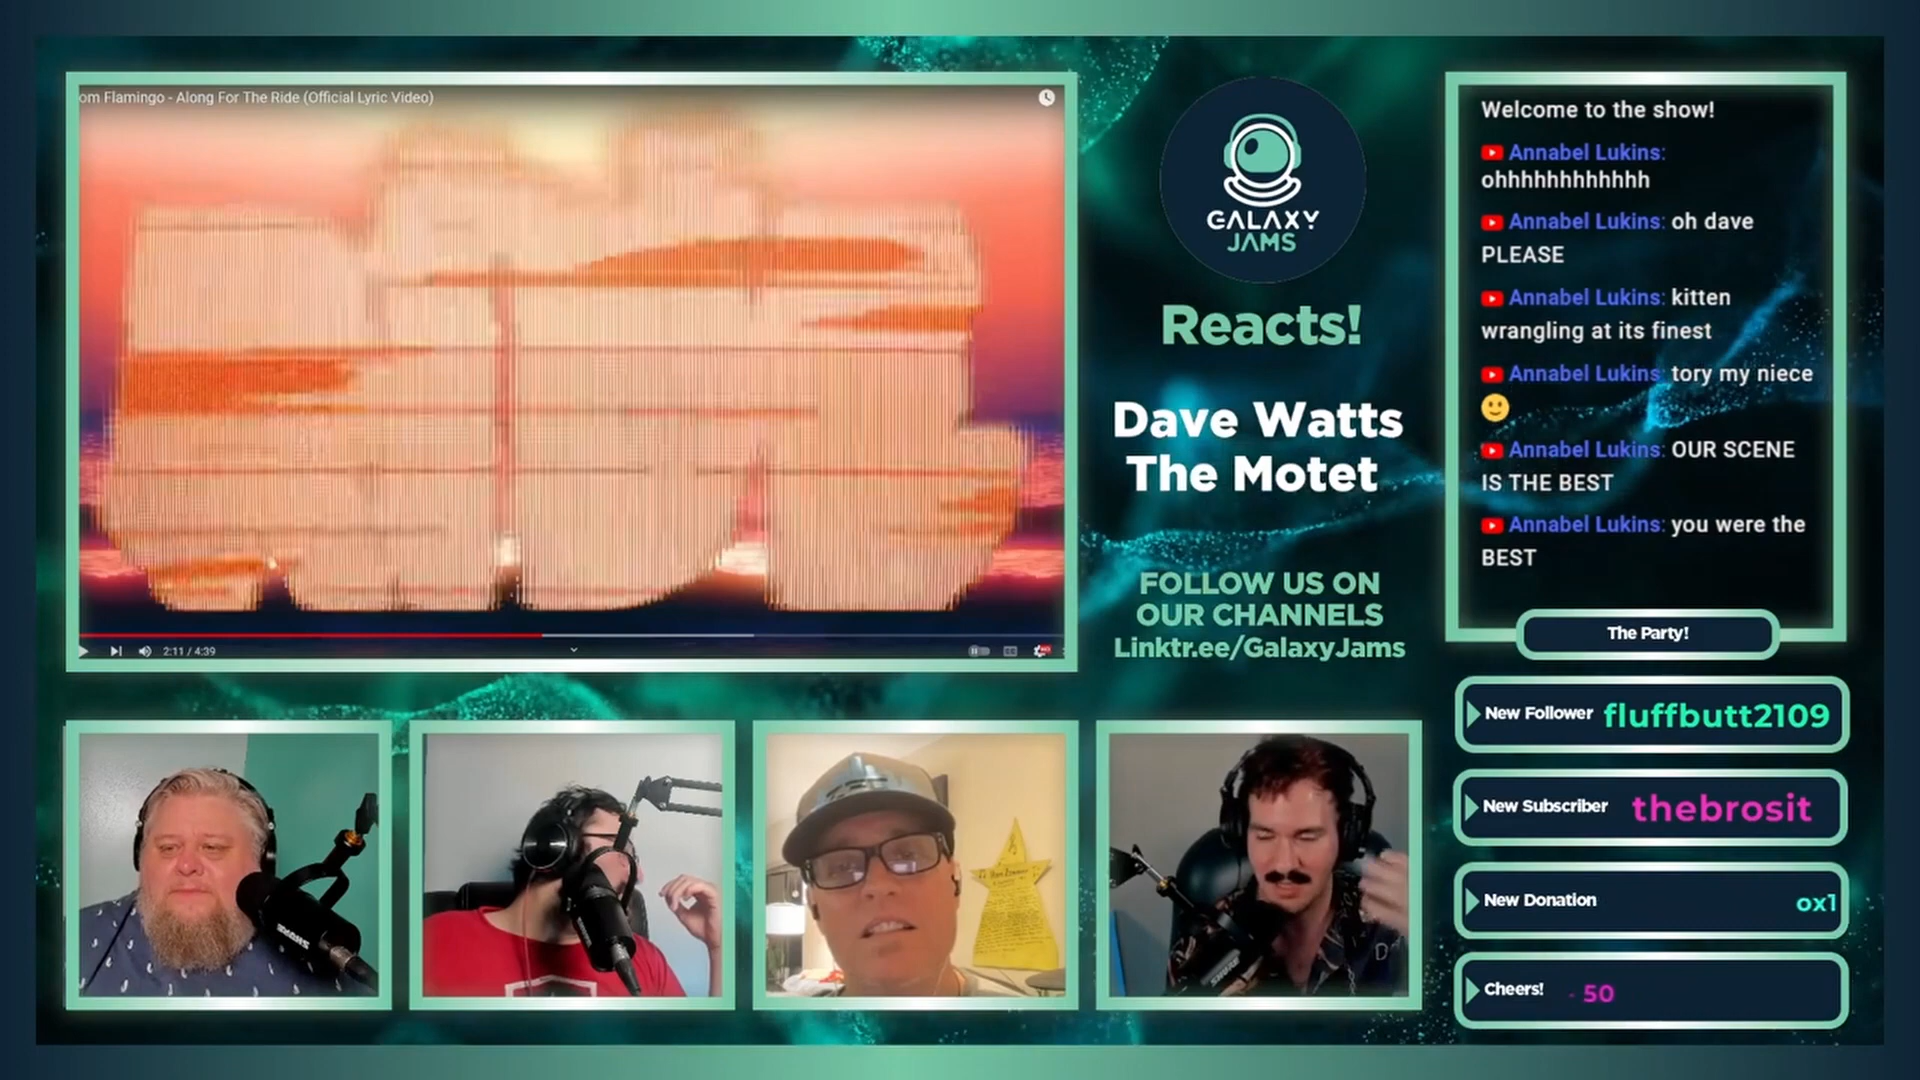 om Flamingo - Along For The Ride (Official Lyric Video)
2:11 / 4:39
GALAXY
JAMS
Reacts!
Dave Watts
The Motet
FOLLOW US ON
OUR CHANNELS
Linktr.ee/GalaxyJams
Welcome to the show!
Annabel Lukins:
ohhhhhhhhhhhh
Annabel Lukins: oh dave
PLEASE
Annabel Lukins: kitten
wrangling at its finest
Annabel Lukins: tory my niece
Annabel Lukins: OUR SCENE
IS THE BEST
Annabel Lukins: you were the
BEST
The Party!
New Follower fluffbutt2109
New Subscriber thebrosit
New Donation ox1
Cheers! - 50
SHURE
SHURE